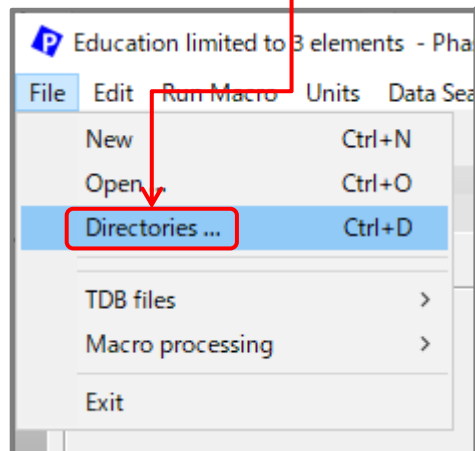 Education limited to 3 elements - Pha
File Edit Run Macro Units Data Sea
New Ctrl+N
Open ... Ctrl+O
Directories ... Ctrl+D
TDB files >
Macro processing >
Exit